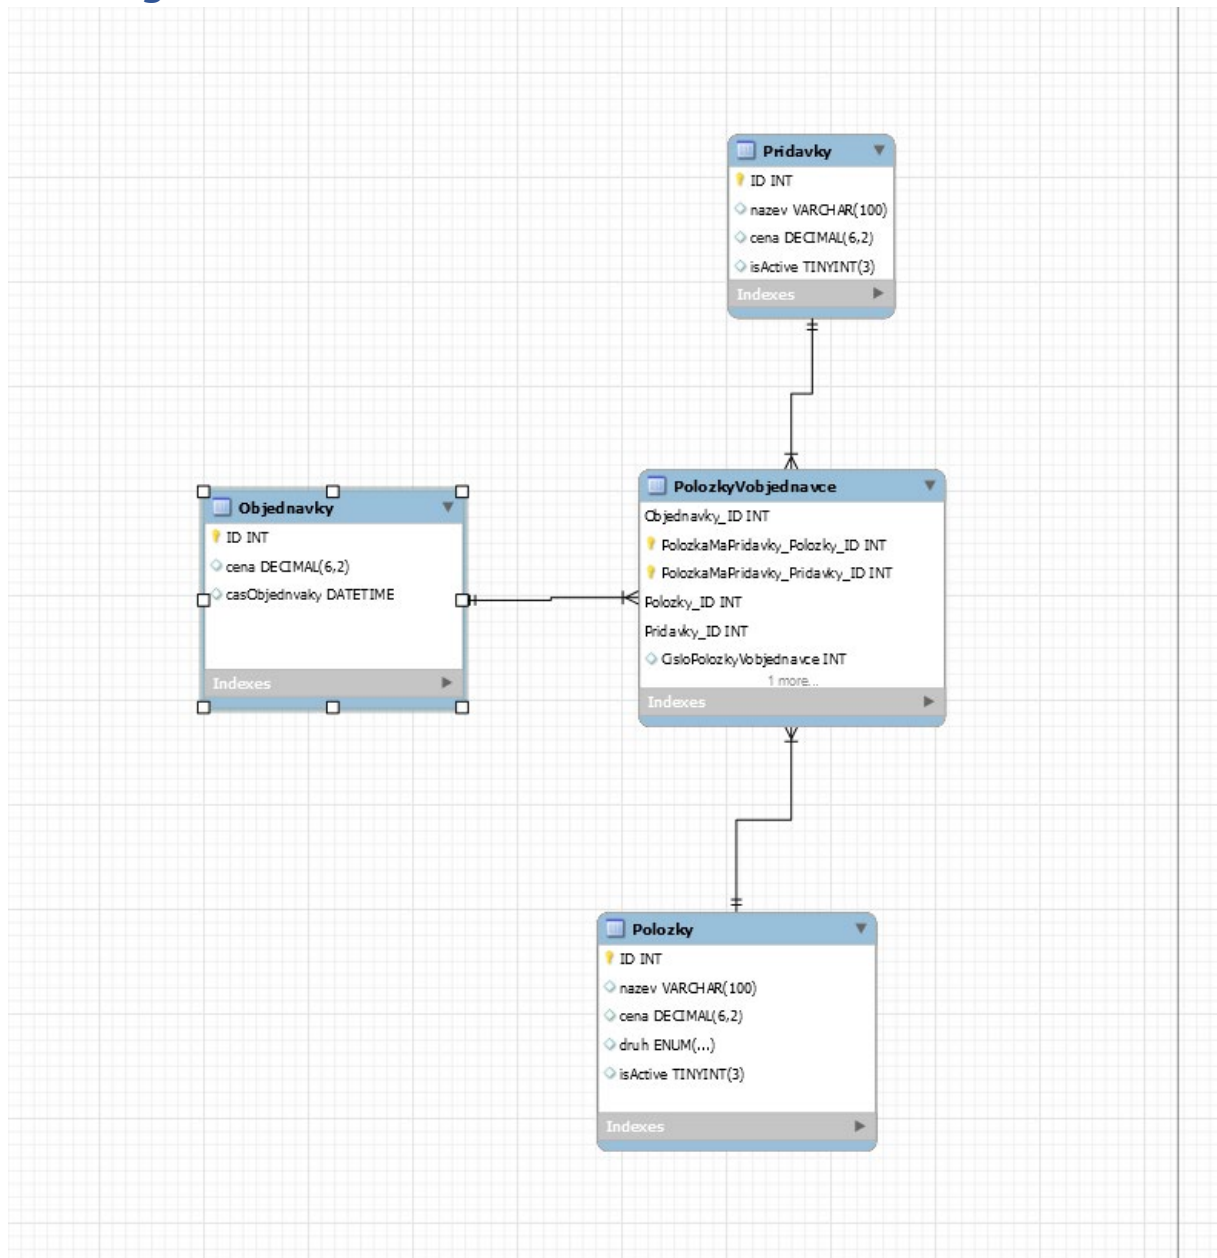 Pridavky
ID INT
nazev VARCHAR(100)
cena DECIMAL(6,2)
isActive TINYINT(3)
Indexes
Objednavky
ID INT
cena DECIMAL(6,2)
casObjednvaky DATETIME
Indexes
PolozkyVobjednavce
Objednavky_ID INT
PolozkaMaPridavky_Polozky_ID INT
PolozkaMaPridavky_Pridavky_ID INT
Polozky_ID INT
Pridavky_ID INT
CisloPolozkyVobjednavce INT
1 more...
Indexes
Polozky
ID INT
nazev VARCHAR(100)
cena DECIMAL(6,2)
druh ENUM(...)
isActive TINYINT(3)
Indexes